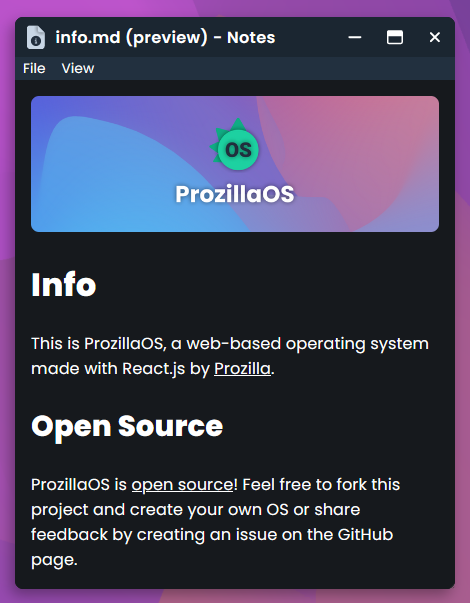 info.md (preview) - Notes
File View
OS
ProzillaOS
Info
This is ProzillaOS, a web-based operating system
made with React.js by Prozilla.
Open Source
ProzillaOS is open source! Feel free to fork this
project and create your own OS or share
feedback by creating an issue on the GitHub
page.